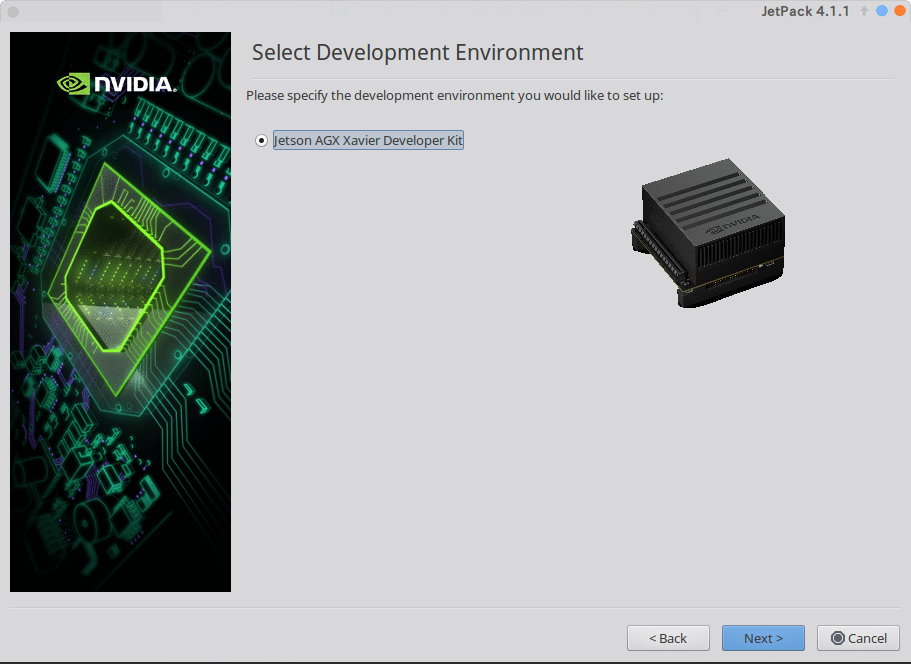 JetPack 4.1.1
NVIDIA.
Select Development Environment
Please specify the development environment you would like to set up:
Jetson AGX Xavier Developer Kit
NVIDIA
< Back
Next >
Cancel